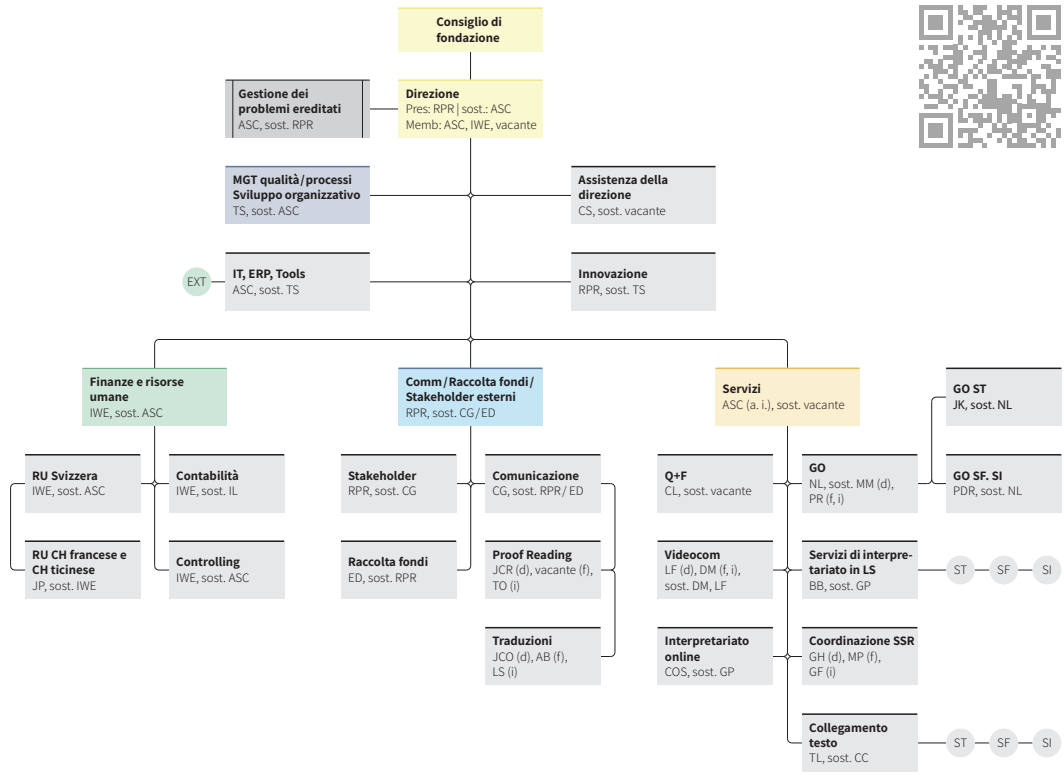 Consiglio di
fondazione
Gestione dei
problemi ereditati
ASC, sost. RPR
Direzione
Pres: RPR | sost.: ASC
Memb: ASC, IWE, vacante
MGT qualità/processi
Sviluppo organizzativo
TS, sost. ASC
Assistenza della
direzione
CS, sost. vacante
EXT
IT, ERP, Tools
ASC, sost. TS
Innovazione
RPR, sost. TS
Finanze e risorse
umane
IWE, sost. ASC
Comm/Raccolta fondi/
Stakeholder esterni
RPR, sost. CG/ED
Servizi
ASC (a. i.), sost. vacante
GO ST
JK, sost. NL
RU Svizzera
IWE, sost. ASC
Contabilità
IWE, sost. IL
Stakeholder
RPR, sost. CG
Comunicazione
CG, sost. RPR/ED
Q+F
CL, sost. vacante
GO
NL, sost. MM (d),
PR (f, i)
GO SF. SI
PDR, sost. NL
RU CH francese e
CH ticinese
JP, sost. IWE
Controlling
IWE, sost. ASC
Raccolta fondi
ED, sost. RPR
Proof Reading
JCR (d), vacante (f),
TO (i)
Videocom
LF (d), DM (f, i),
sost. DM, LF
Servizi di interpre-
tariato in LS
BB, sost. GP
ST
SF
SI
Traduzioni
JCO (d), AB (f),
LS (i)
Interpretariato
online
COS, sost. GP
Coordinazione SSR
GH (d), MP (f),
GF (i)
Collegamento
testo
TL, sost. CC
ST
SF
SI